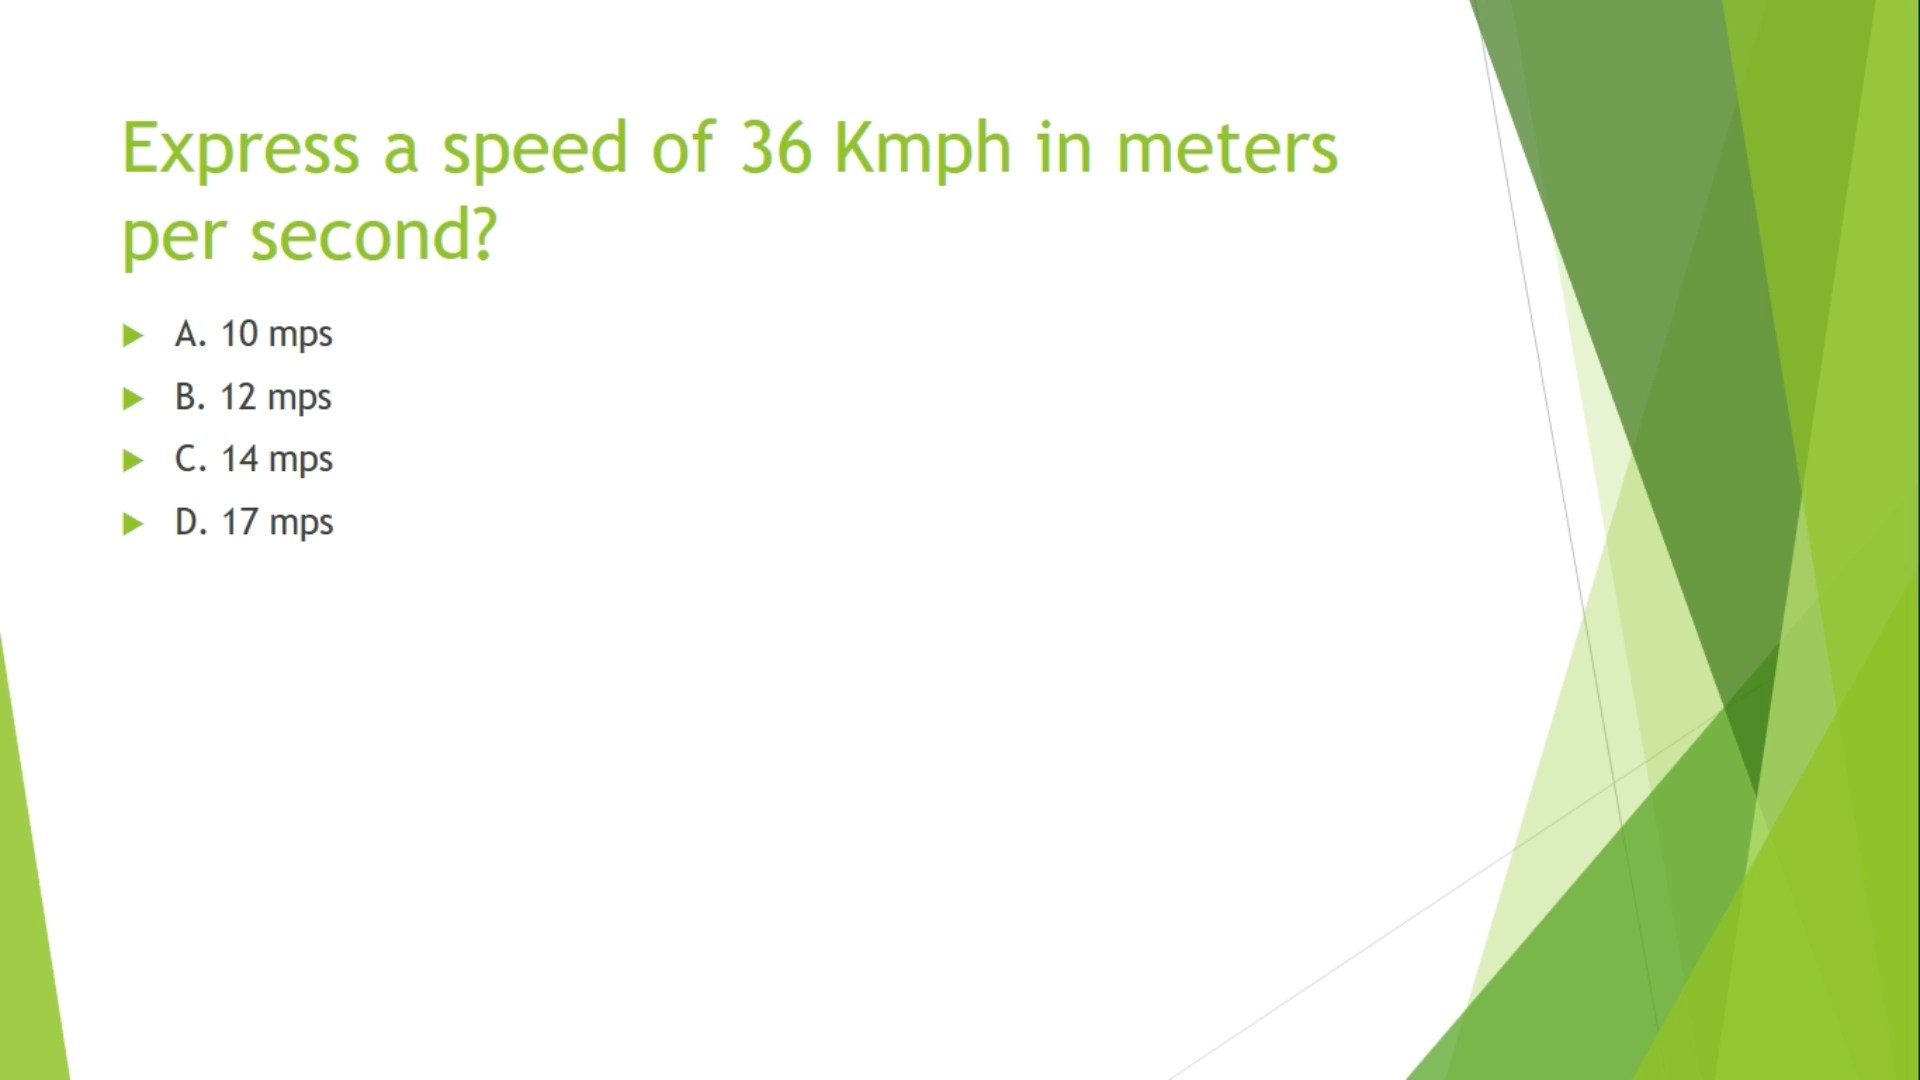 Express a speed of 36 Kmph in meters
per second?
A. 10 mps
B. 12 mps
C. 14 mps
D. 17 mps